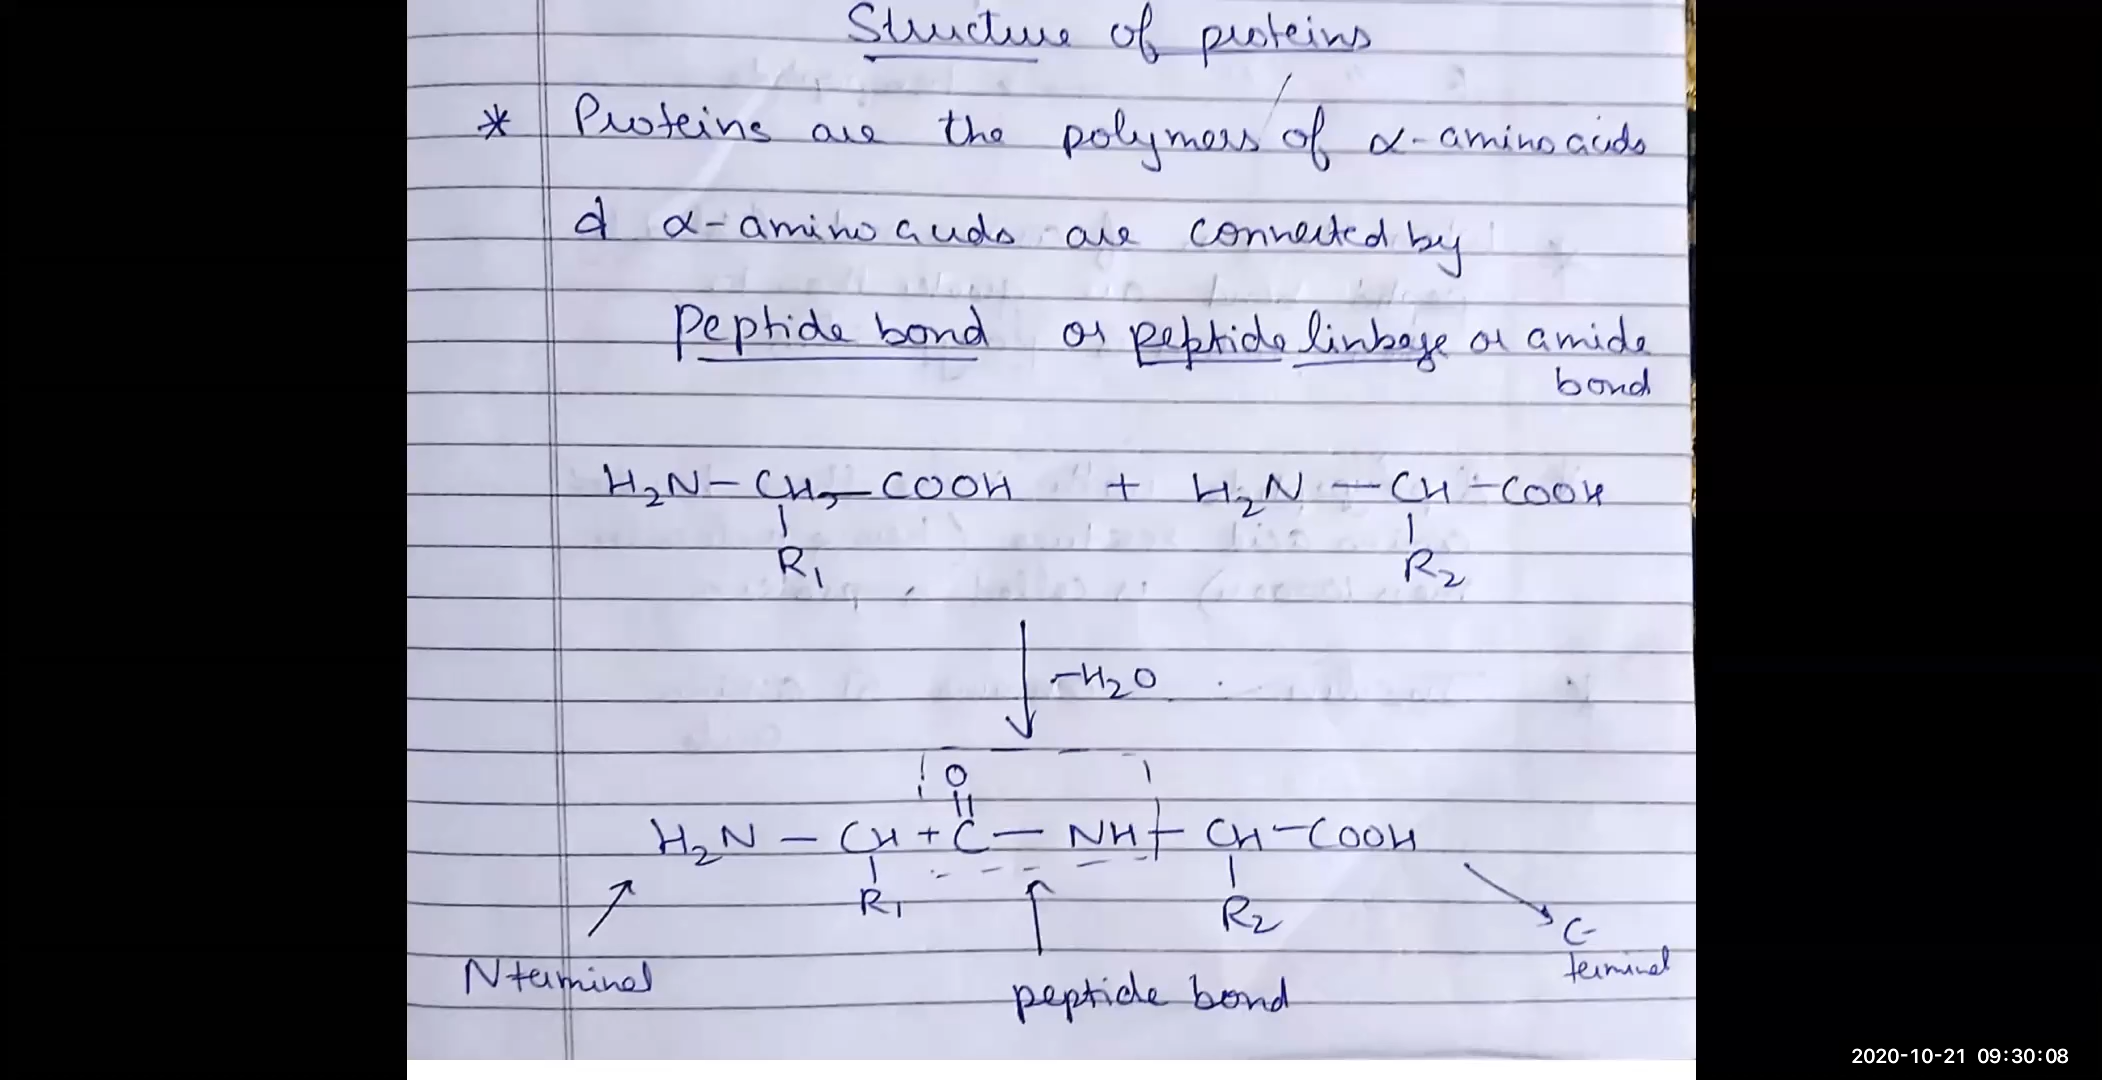 Structure of proteins
* Proteins are the polymers of α-amino acids
& α-amino acids are connected by
peptide bond or peptide linkage or amide
bond
H₂N – CH – COOH + H₂N – CH – COOH
R₁ R₂
-H₂O
O
H₂N – CH + C – NH + CH – COOH
R₁ R₂
C-
N terminal terminal
peptide bond
2020-10-21 09:30:08